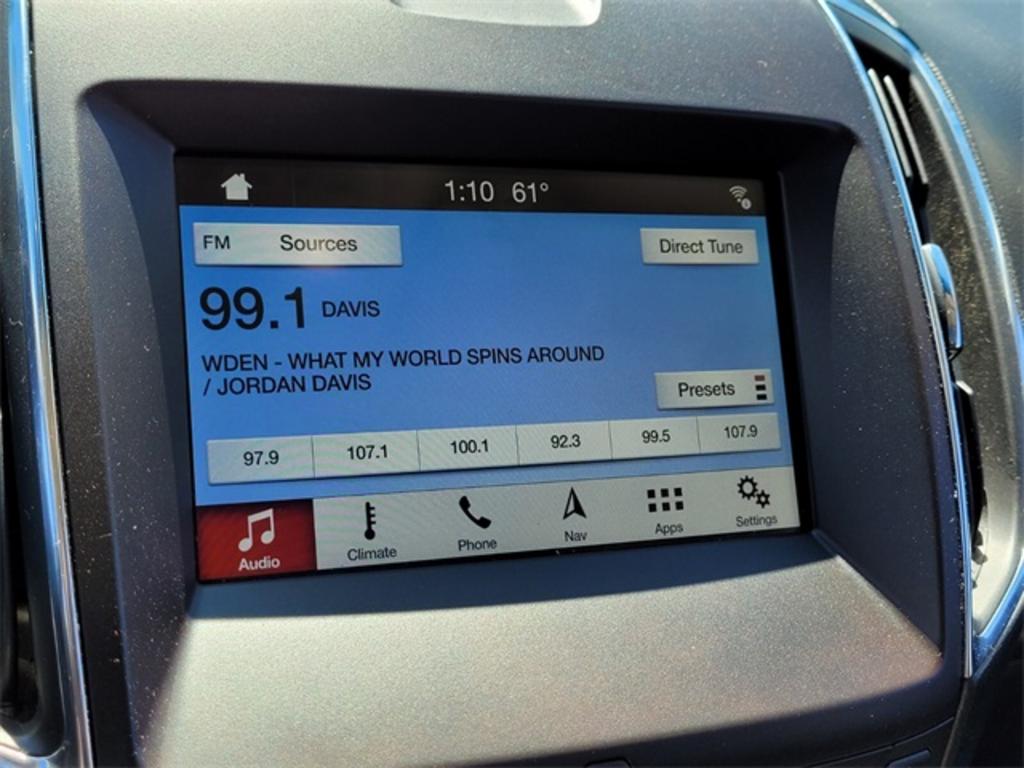 1:10 61°
FM Sources
Direct Tune
99.1 DAVIS
WDEN - WHAT MY WORLD SPINS AROUND
/ JORDAN DAVIS
Presets
97.9 107.1 100.1 92.3 99.5 107.9
Audio Climate Phone Nav Apps Settings